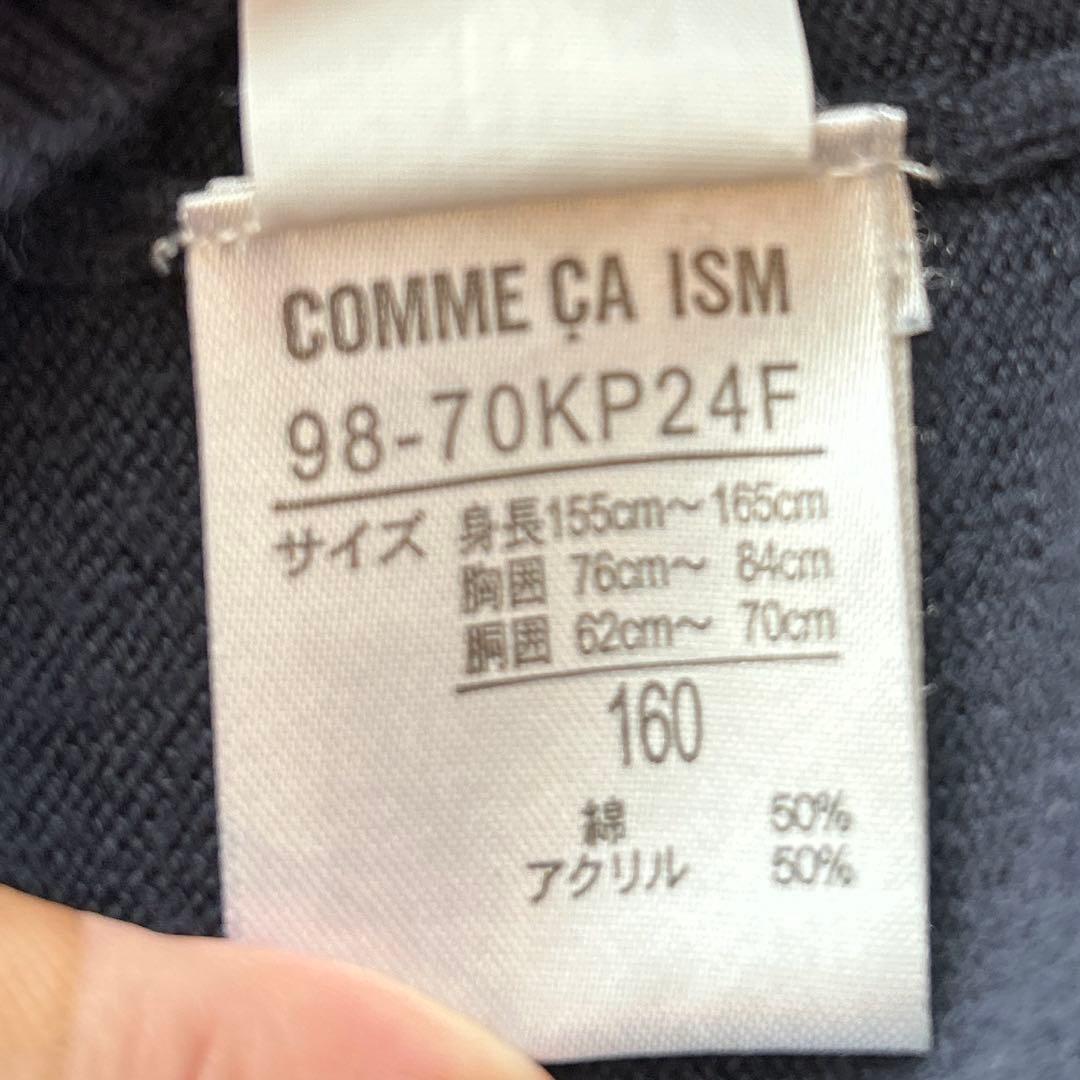 COMME ÇA ISM
98-70KP24F
サイズ 身長155cm～165cm
胸囲 76cm～ 84cm
胴囲 62cm～ 70cm
160
綿 50%
アクリル 50%